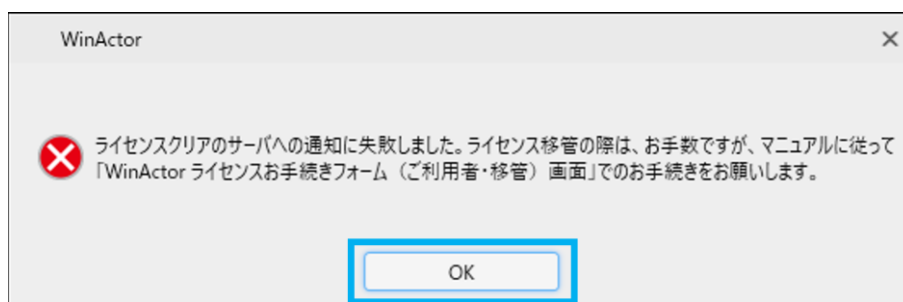 WinActor
ライセンスクリアのサーバへの通知に失敗しました。ライセンス移管の際は、お手数ですが、マニュアルに従って
「WinActor ライセンスお手続きフォーム（ご利用者・移管）画面」でのお手続きをお願いします。
OK